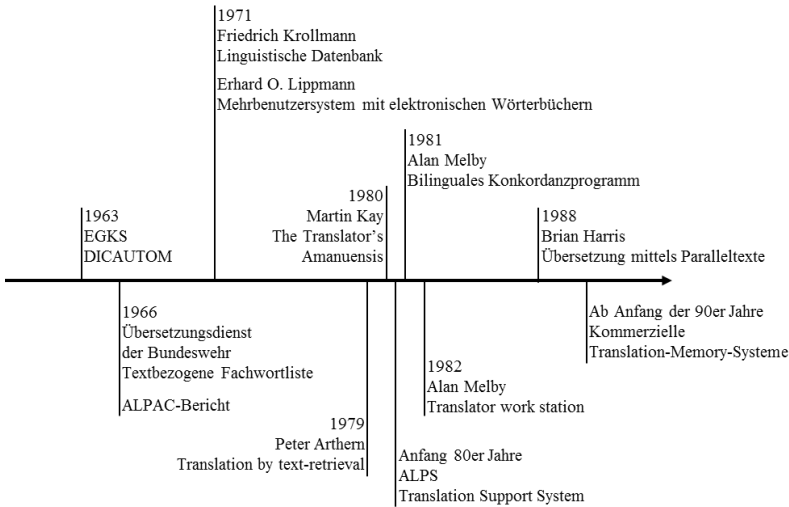 1971
Friedrich Krollmann
Linguistische Datenbank
Erhard O. Lippmann
Mehrbenutzersystem mit elektronischen Wörterbüchern
1981
Alan Melby
Bilinguales Konkordanzprogramm
1980
Martin Kay
The Translator's
Amanuensis
1963
EGKS
DICAUTOM
1988
Brian Harris
Übersetzung mittels Paralleltexte
1966
Übersetzungsdienst
der Bundeswehr
Textbezogene Fachwortliste
ALPAC-Bericht
Ab Anfang der 90er Jahre
Kommerzielle
Translation-Memory-Systeme
1982
Alan Melby
Translator work station
1979
Peter Arthern
Translation by text-retrieval
Anfang 80er Jahre
ALPS
Translation Support System